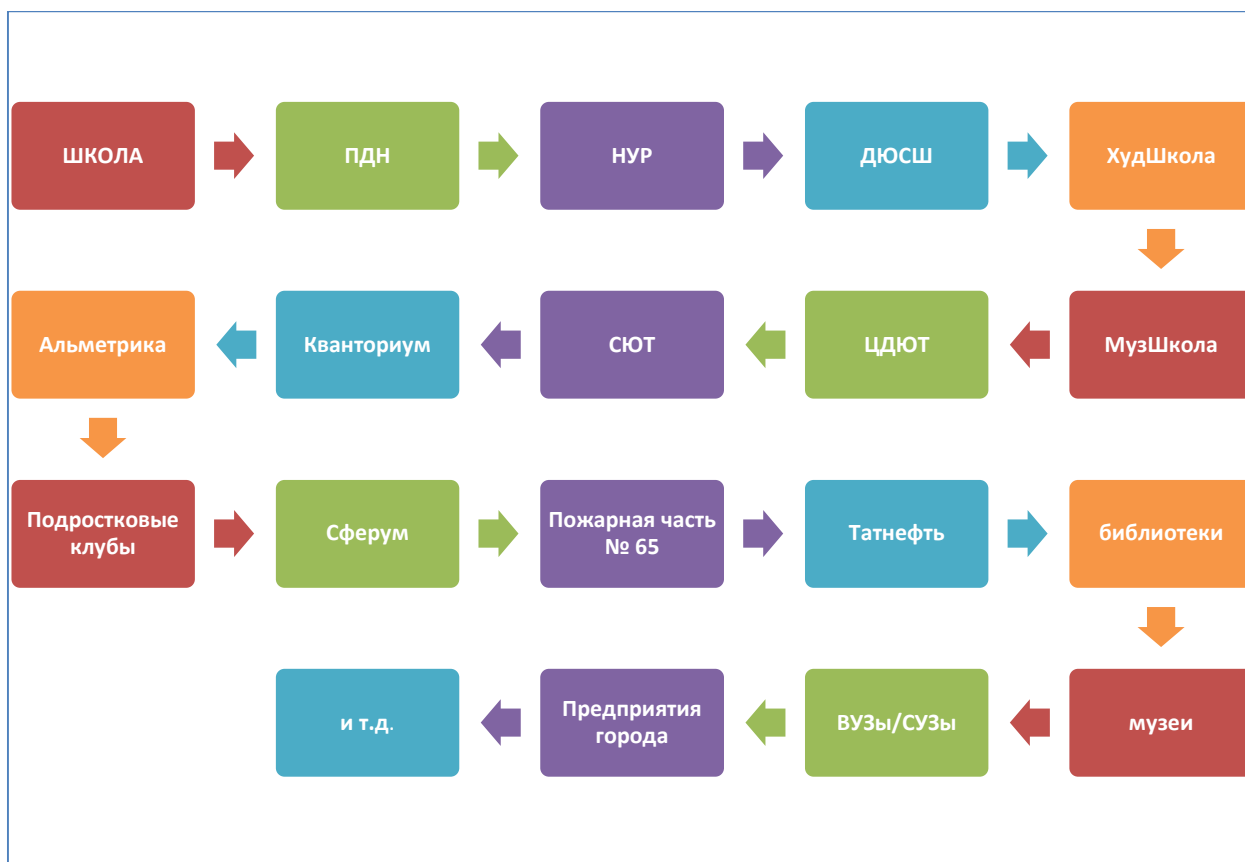 ШКОЛА
ПДН
НУР
ДЮСШ
ХудШкола
МузШкола
ЦДЮТ
СЮТ
Кванториум
Альметрика
Подростковые
клубы
Сферум
Пожарная часть
№ 65
Татнефть
библиотеки
музеи
ВУЗы/СУЗы
Предприятия
города
и т.д.